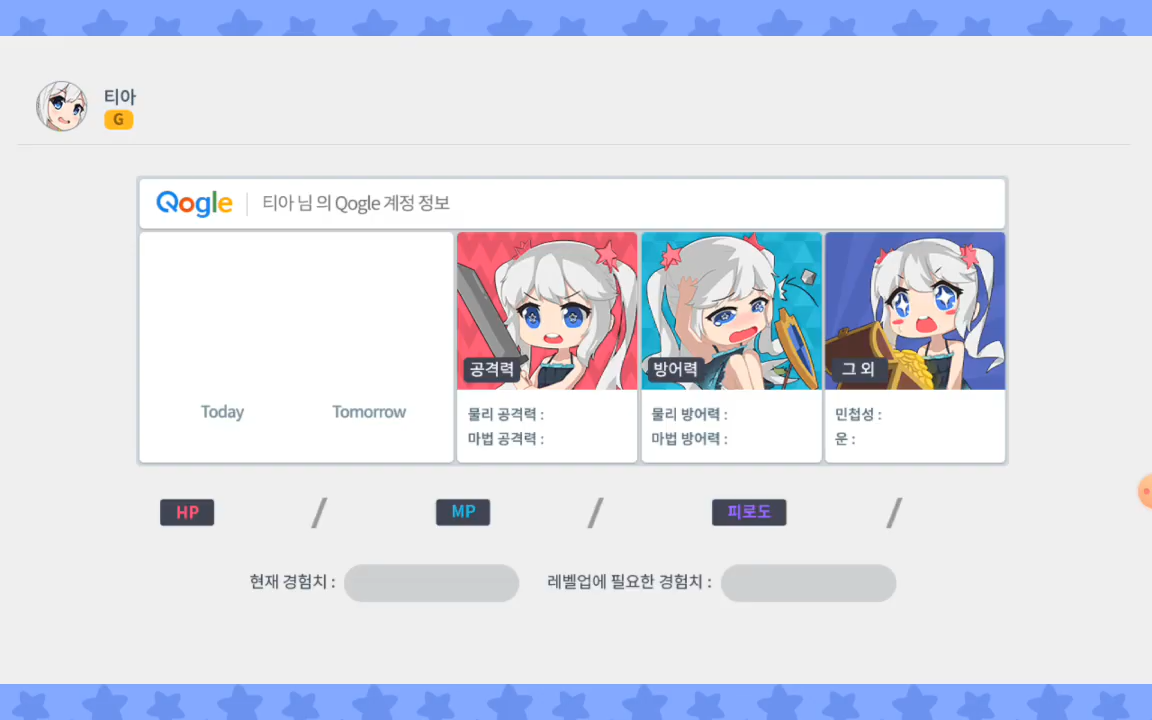 티아
G
Qogle 티아 님 의 Qogle 계정 정보
Today Tomorrow
공격력
물리 공격력 :
마법 공격력 :
방어력
물리 방어력 :
마법 방어력 :
그 외
민첩성 :
운 :
HP / MP / 피로도 /
현재 경험치 : 레벨업에 필요한 경험치 :